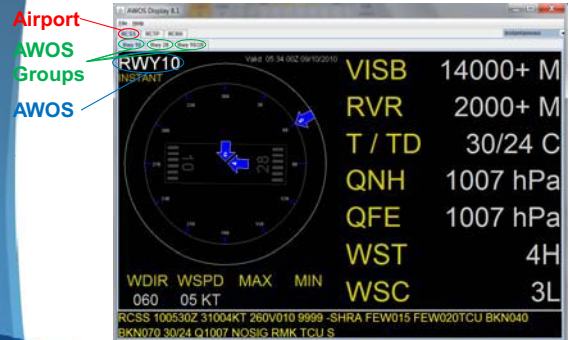 Airport
AWOS
Groups
AWOS
AWOS Display 8.1
File Help
RCSS RCTP RCKH
Instantaneous
Rwy 10 Rwy 28 Rwy 10/28
RWY10
Valid 05:34:00Z 09/10/2010
INSTANT
10 28
WDIR WSPD MAX MIN
060 05 KT
VISB 14000+ M
RVR 2000+ M
T / TD 30/24 C
QNH 1007 hPa
QFE 1007 hPa
WST 4H
WSC 3L
RCSS 100530Z 31004KT 260V010 9999 -SHRA FEW015 FEW020TCU BKN040
BKN070 30/24 Q1007 NOSIG RMK TCU S